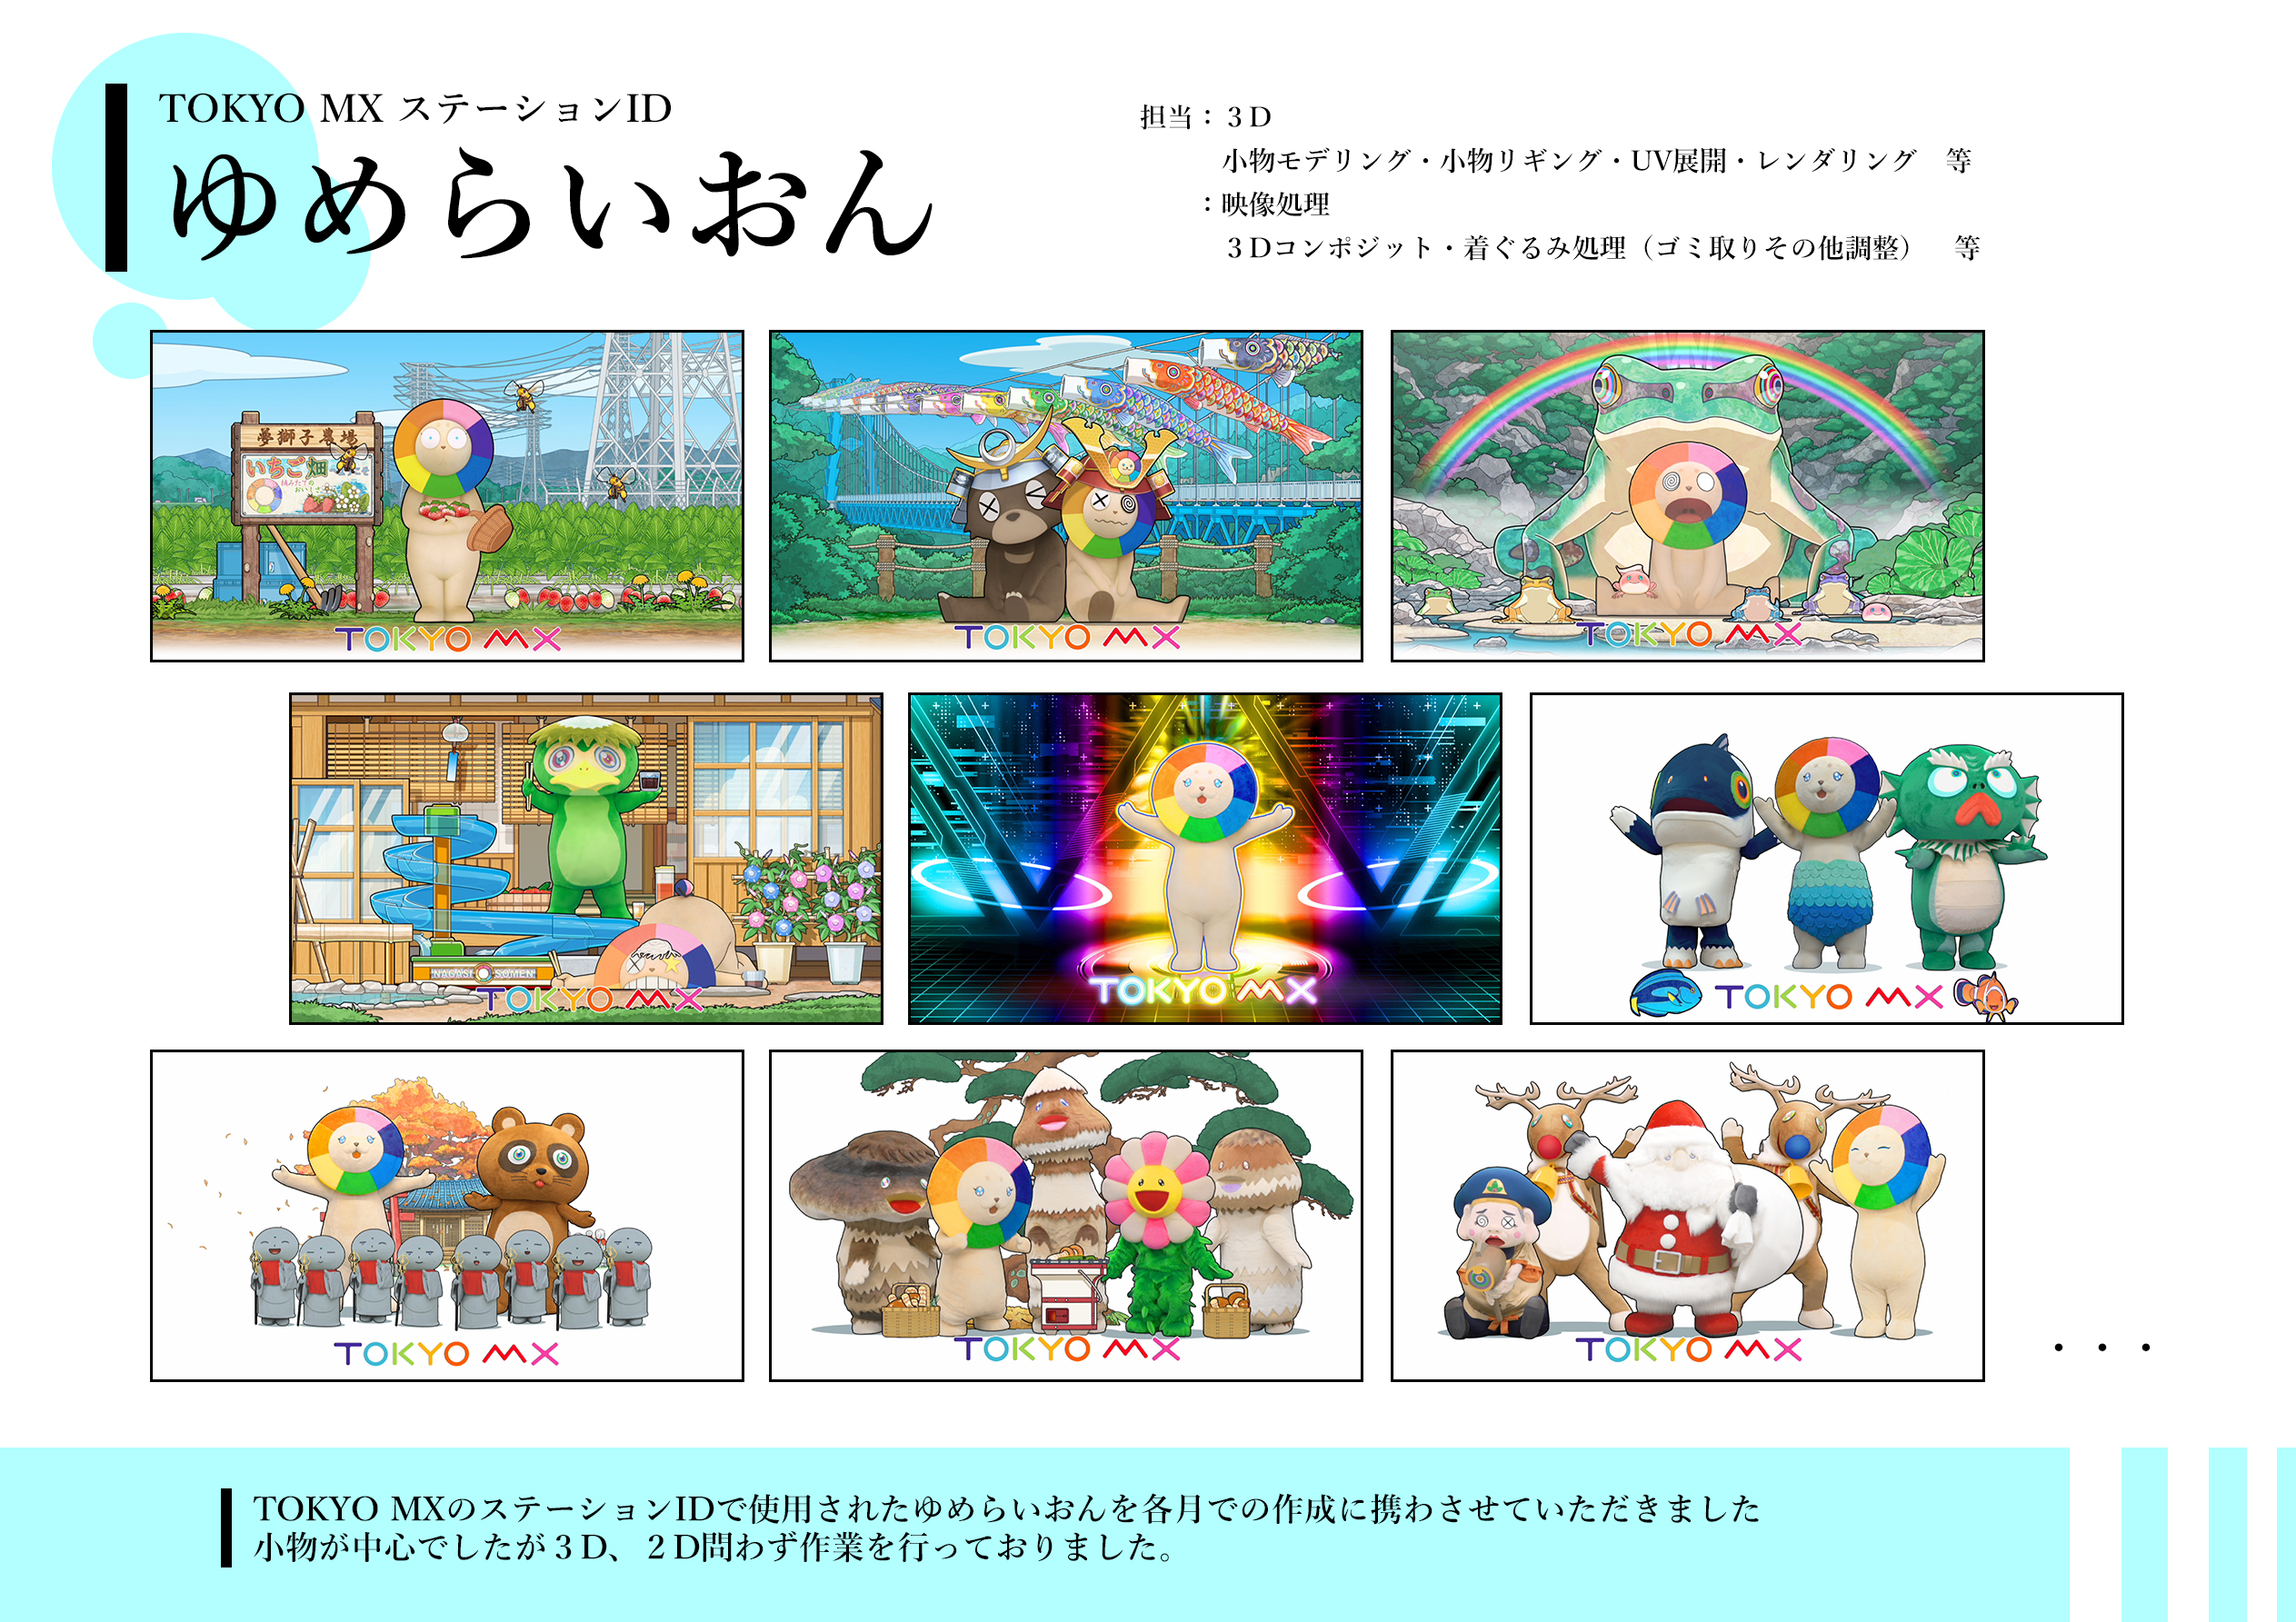 TOKYO MX ステーションID
ゆめらいおん
担当：３D
小物モデリング・小物リギング・UV展開・レンダリング　等
：映像処理
３Dコンポジット・着ぐるみ処理（ゴミ取りその他調整）　等
夢獅子農場
いちご畑
TOKYO MX
TOKYO MX
TOKYO MX
NAGASI SOMEN
TOKYO MX
TOKYO MX
TOKYO MX
TOKYO MX
TOKYO MX
TOKYO MX
・・・
TOKYO MXのステーションIDで使用されたゆめらいおんを各月での作成に携わさせていただきました
小物が中心でしたが３D、２D問わず作業を行っておりました。